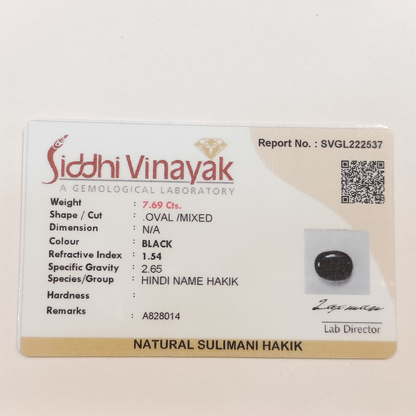 Report No. : SVGL222537
Siddhi Vinayak
A GEMOLOGICAL LABORATORY
Weight : 7.69 Cts.
Shape / Cut : .OVAL /MIXED
Dimension : N/A
Colour : BLACK
Refractive Index : 1.54
Specific Gravity : 2.65
Species/Group : HINDI NAME HAKIK
Hardness :
Remarks : A828014
Lab Director
NATURAL SULIMANI HAKIK